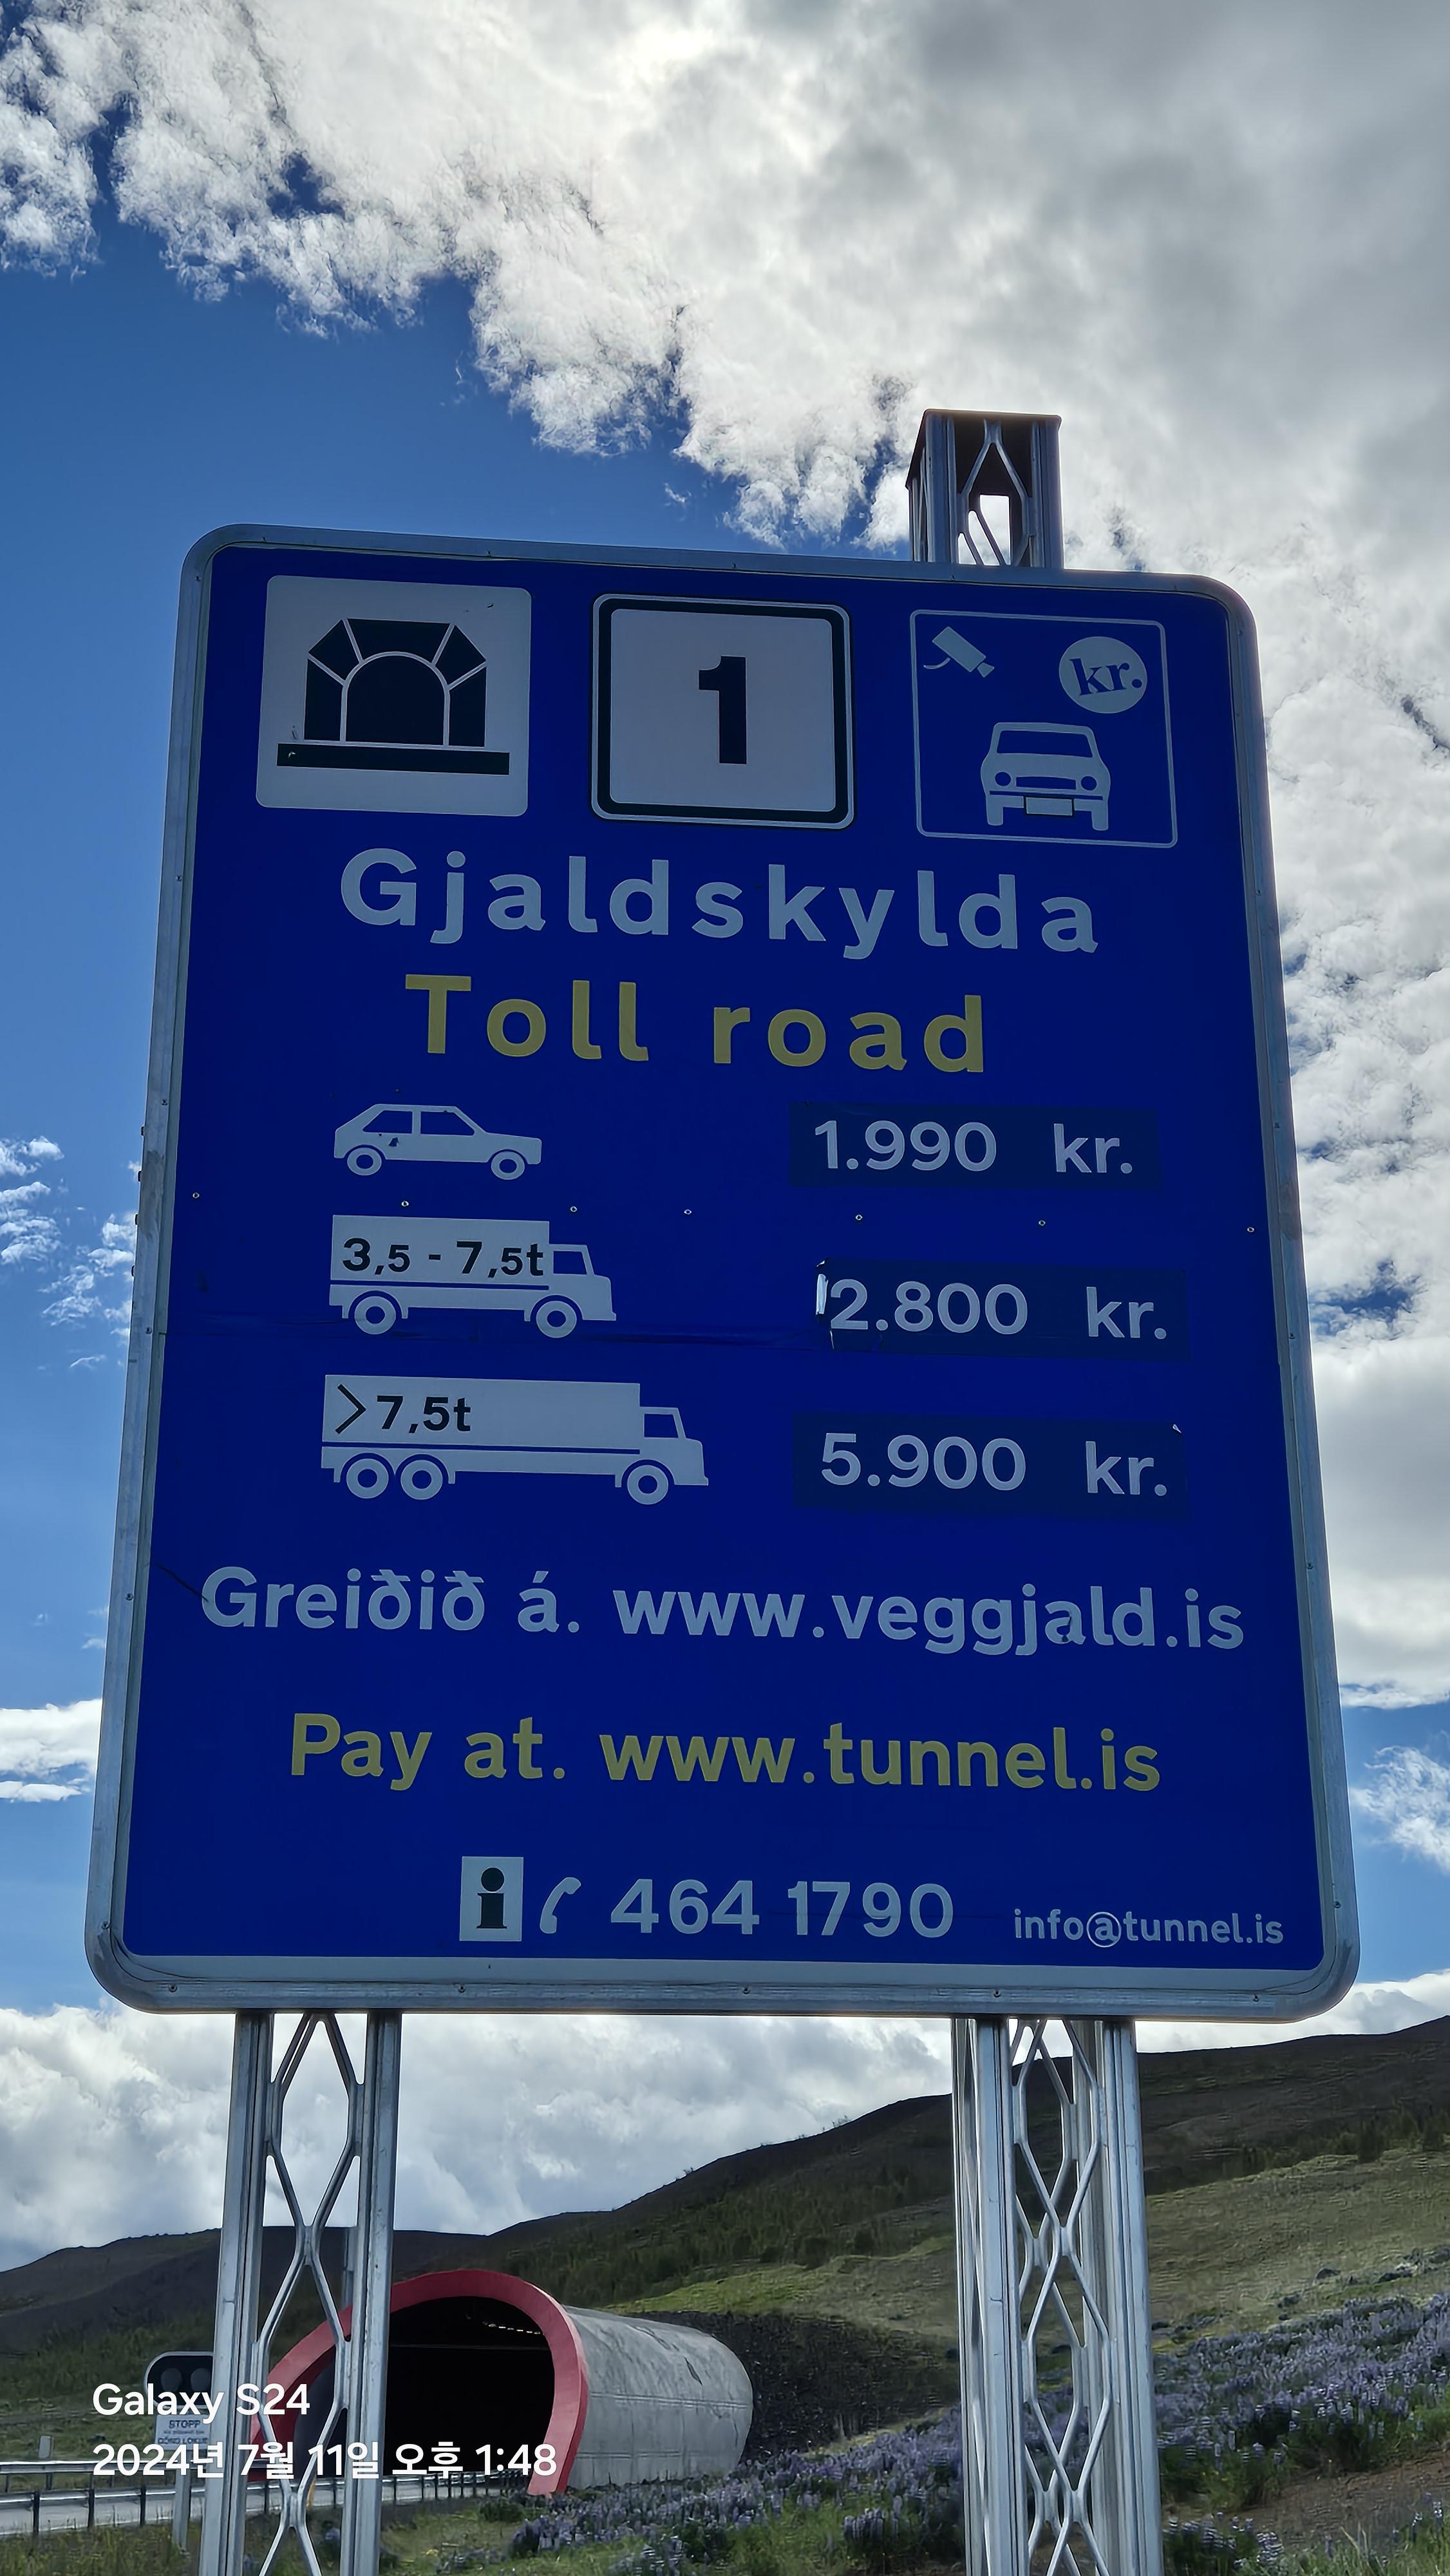 1
kr.
Gjaldskylda
Toll road
1.990 kr.
3,5 - 7,5t
2.800 kr.
>7,5t
5.900 kr.
Greiðið á. www.veggjald.is
Pay at. www.tunnel.is
i 464 1790 info@tunnel.is
Galaxy S24
STOPP
2024년 7월 11일 오후 1:48